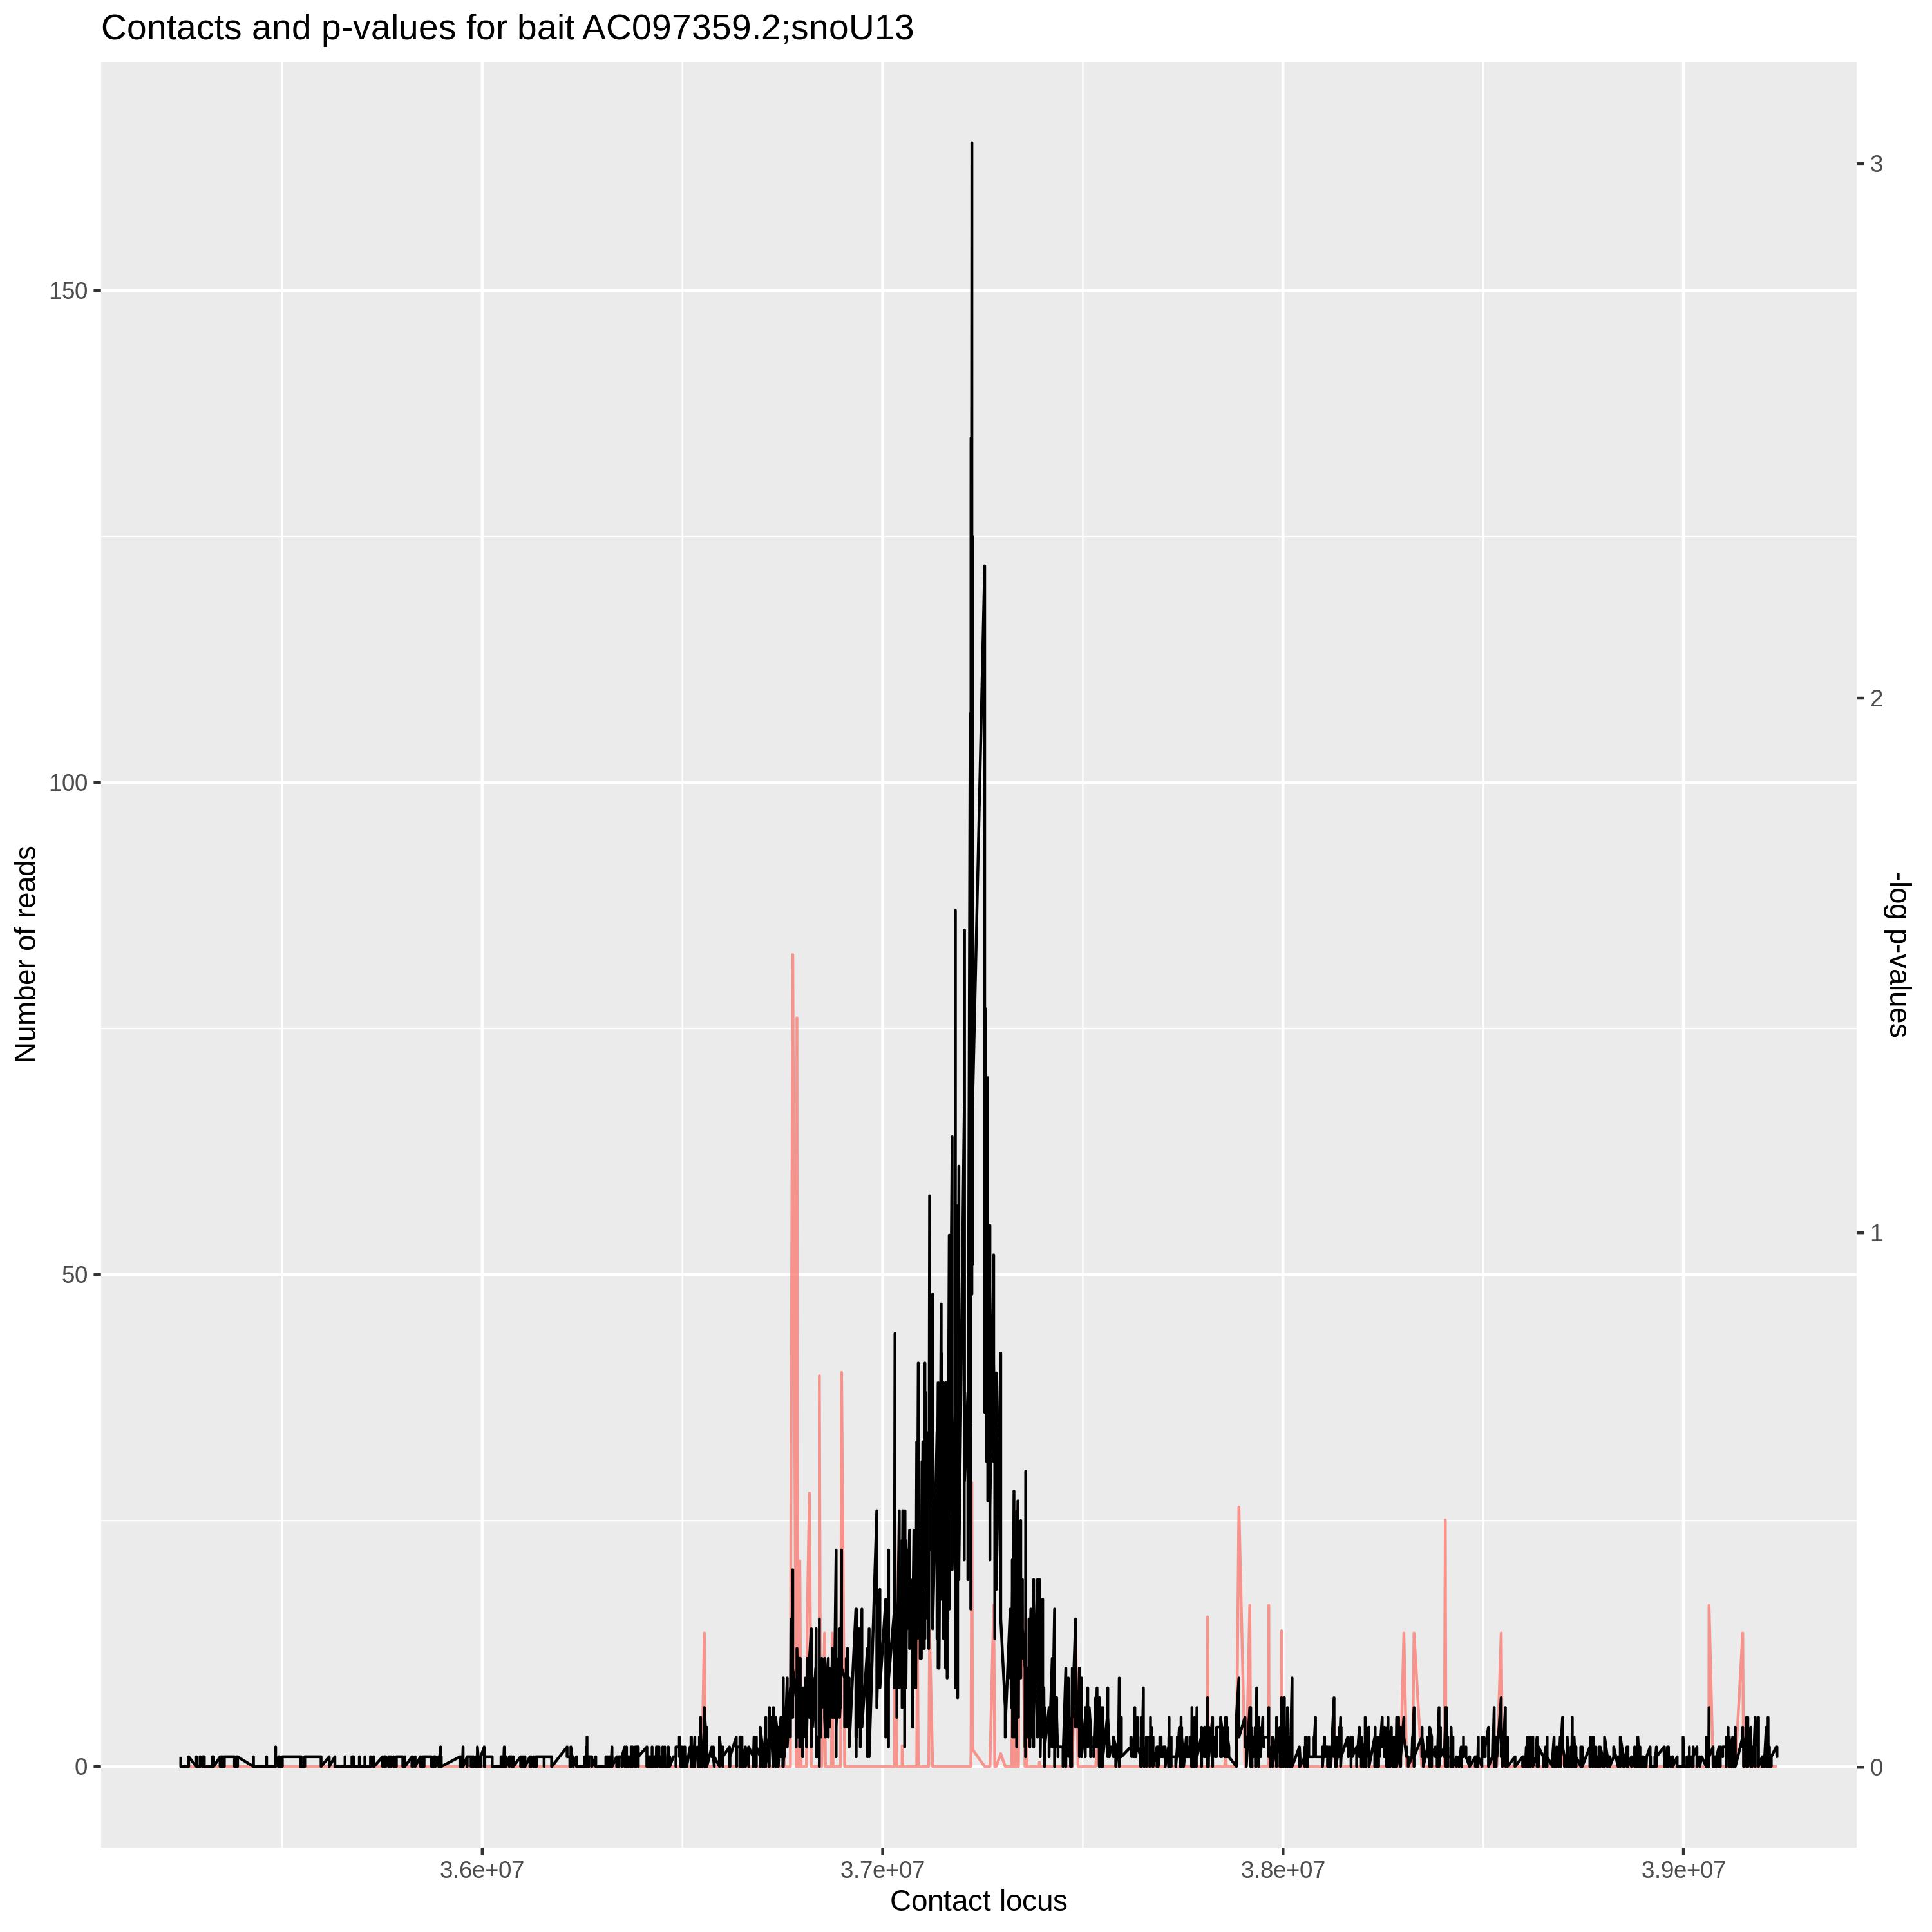 Contacts and p-values for bait AC097359.2;snoU13
Number of reads
150
100
50
0
3
2
1
0
-log p-values
3.6e+07
3.7e+07
3.8e+07
3.9e+07
Contact locus